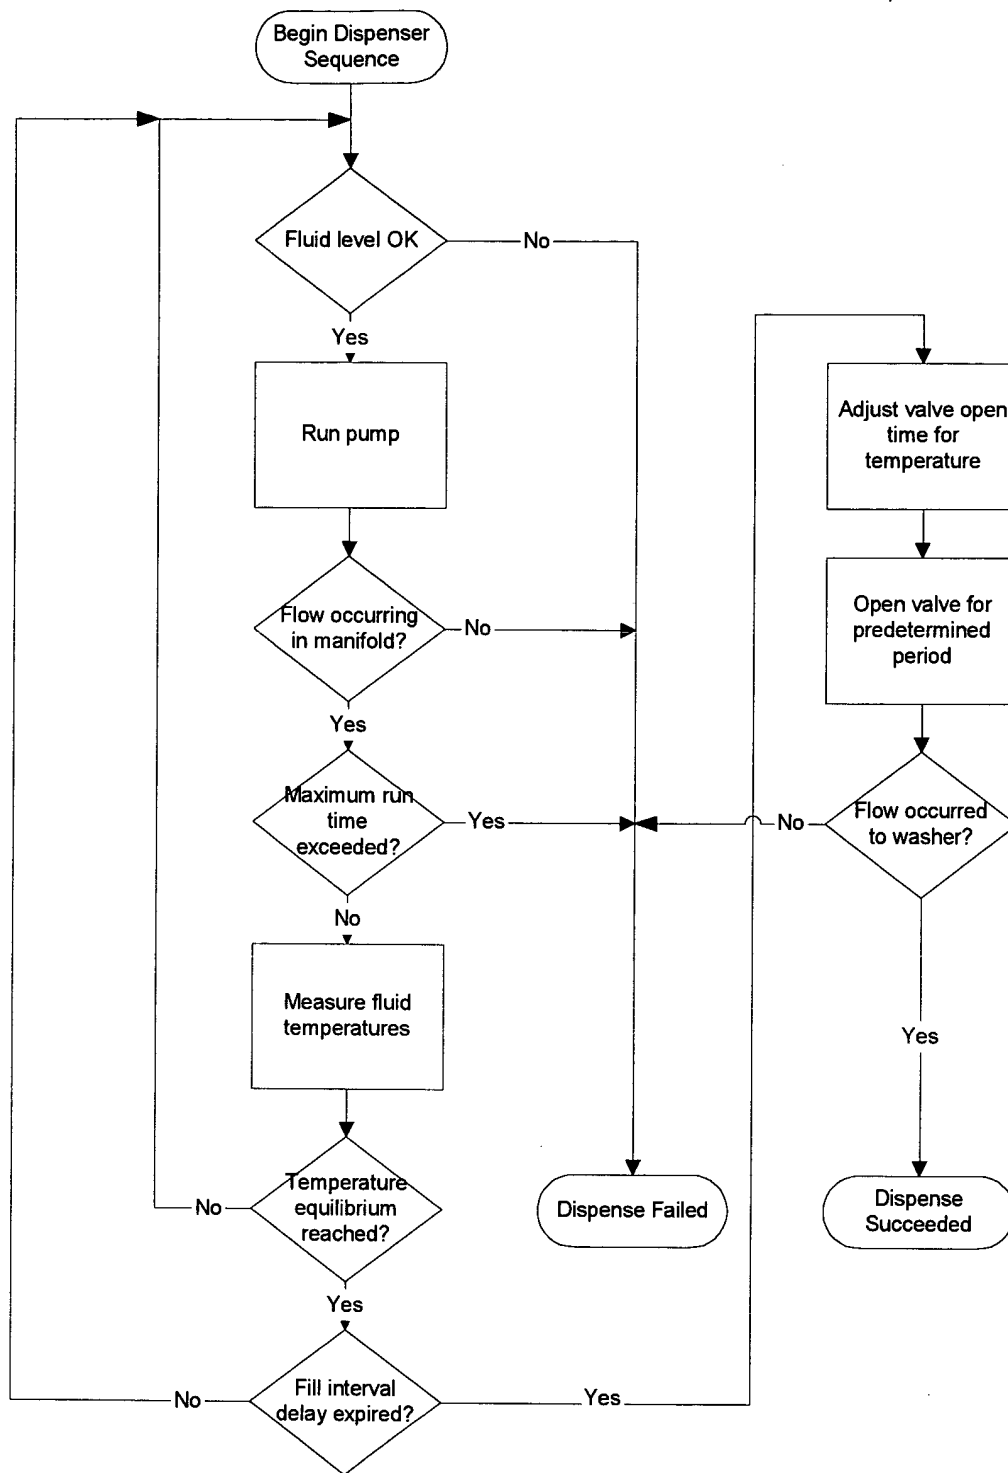 Begin Dispenser
Sequence
Fluid level OK
No
Yes
Run pump
Flow occurring
in manifold?
No
Yes
Maximum run
time
exceeded?
Yes
No
Measure fluid
temperatures
Temperature
equilibrium
reached?
No
Yes
Fill interval
delay expired?
No
Yes
Adjust valve open
time for
temperature
Open valve for
predetermined
period
Flow occurred
to washer?
No
Yes
Dispense Failed
Dispense
Succeeded